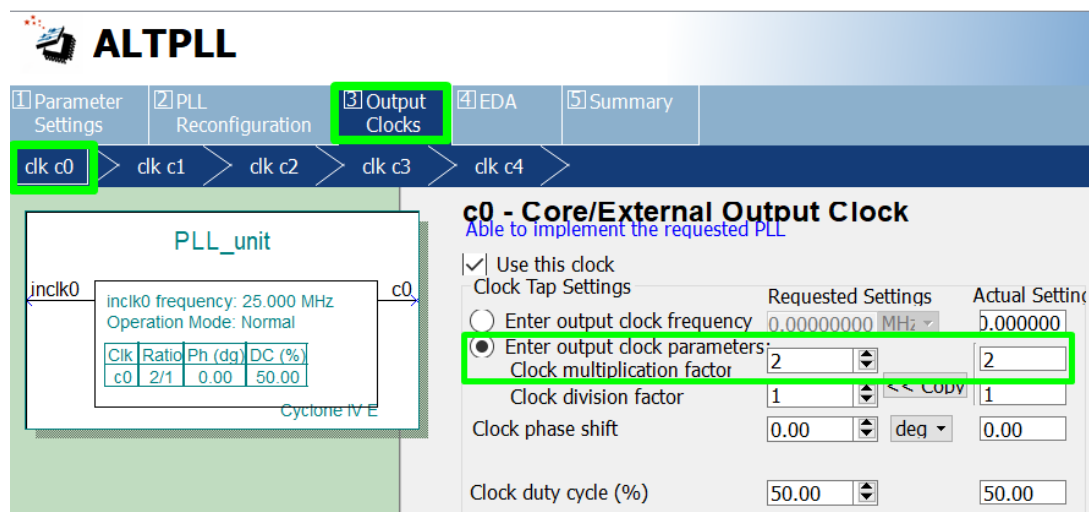 ALTPLL
1 Parameter Settings
2 PLL Reconfiguration
3 Output Clocks
4 EDA
5 Summary
clk c0
clk c1
clk c2
clk c3
clk c4
PLL_unit
inclk0
c0
inclk0 frequency: 25.000 MHz
Operation Mode: Normal
Clk Ratio Ph (dg) DC (%)
c0 2/1 0.00 50.00
Cyclone IV E
c0 - Core/External Output Clock
Able to implement the requested PLL
Use this clock
Clock Tap Settings
Requested Settings Actual Setting
Enter output clock frequency 0.00000000 MHz 0.000000
Enter output clock parameters:
Clock multiplication factor 2 2
Clock division factor 1 << Copy 1
Clock phase shift 0.00 deg 0.00
Clock duty cycle (%) 50.00 50.00